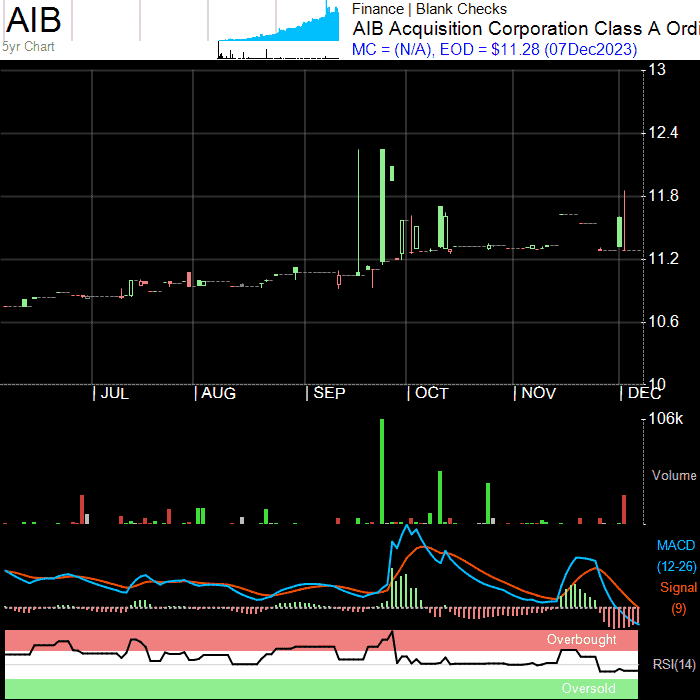 AIB
5yr Chart
Finance | Blank Checks
AIB Acquisition Corporation Class A Ordi
MC = (N/A), EOD = $11.28 (07Dec2023)
13
12.4
11.8
11.2
10.6
10
| JUL | AUG | SEP | OCT | NOV | DEC
106k
Volume
MACD
(12-26)
Signal
(9)
Overbought
RSI(14)
Oversold